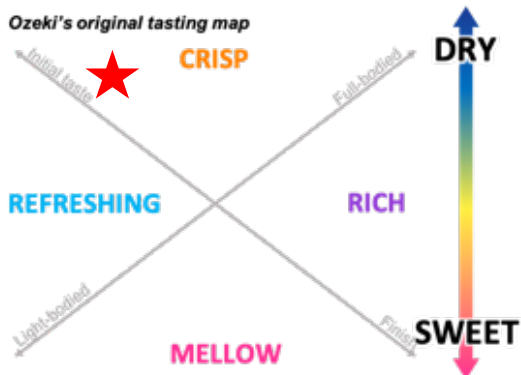 Ozeki's original tasting map
CRISP
DRY
Initial taste
Full-bodied
REFRESHING
RICH
Light-bodied
Finish
SWEET
MELLOW